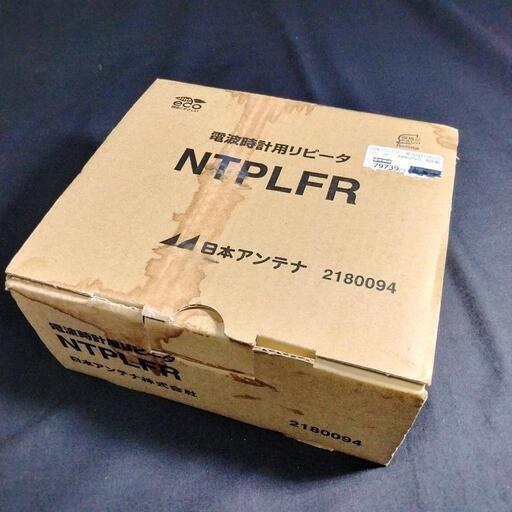 eco
電波時計用リピータ
NTPLFR
日本アンテナ 2180094
79739
電波時計用リピータ
NTPLFR
日本アンテナ株式会社
2180094